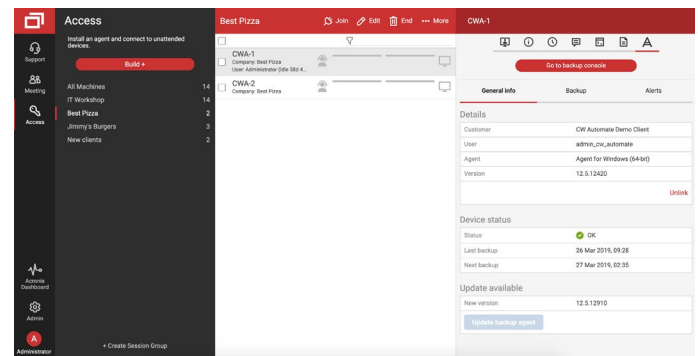 Support
Meeting
Access
Acronis
Dashboard
Admin
A
Administrator
Access
Install an agent and connect to unattended
devices.
Build +
All Machines 14
IT Workshop 14
Best Pizza 2
Jimmy's Burgers 3
New clients 2
+ Create Session Group
Best Pizza
Join Edit End ••• More
CWA-1
Company: Best Pizza
User: Administrator (Idle 58d 4...
CWA-2
Company: Best Pizza
CWA-1
Go to backup console
General info Backup Alerts
Details
Customer CW Automate Demo Client
User admin_cw_automate
Agent Agent for Windows (64-bit)
Version 12.5.12420
Unlink
Device status
Status OK
Last backup 26 Mar 2019, 09:28
Next backup 27 Mar 2019, 02:35
Update available
New version 12.5.12910
Update backup agent